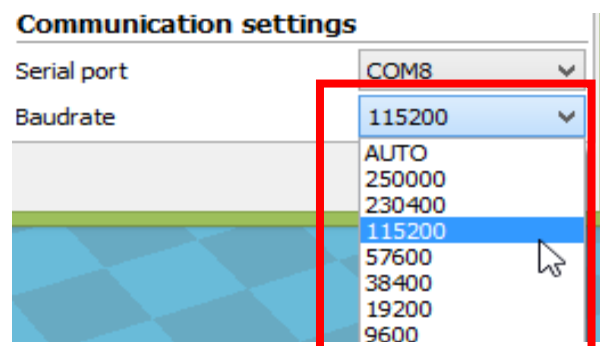 Communication settings
Serial port COM8
Baudrate 115200
AUTO
250000
230400
115200
57600
38400
19200
9600